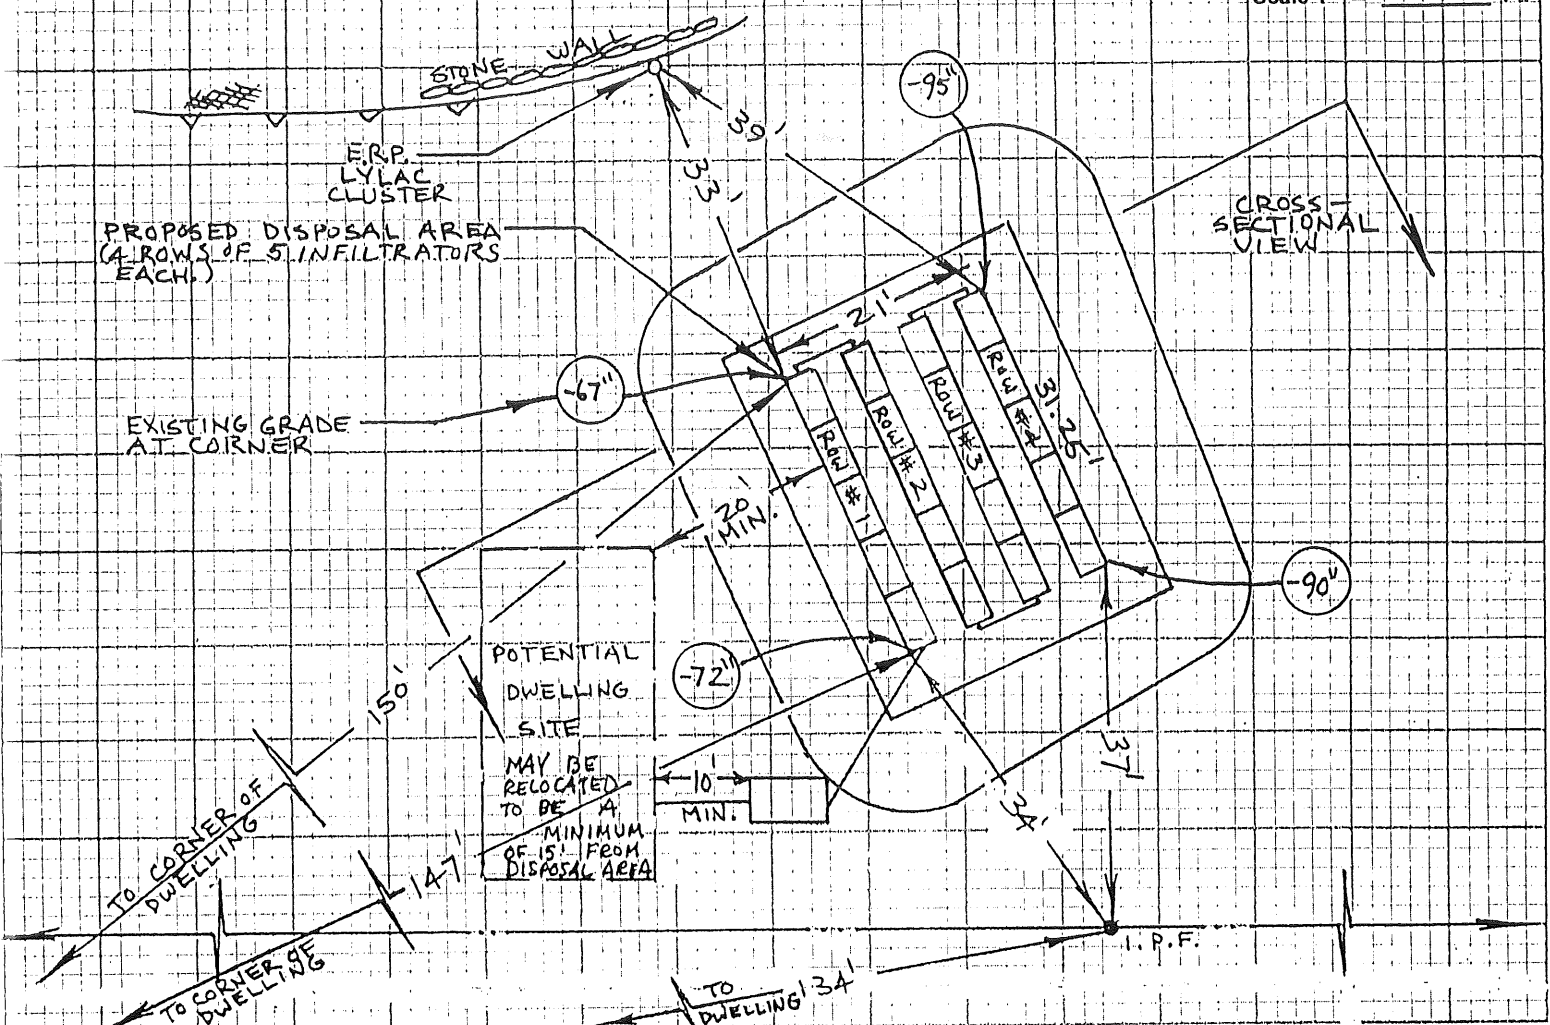 STONE WALL
-95"
39'
33'
E.R.P.
LYLAC
CLUSTER
PROPOSED DISPOSAL AREA
(4 ROWS OF 5 INFILTRATORS
EACH.)
CROSS-
SECTIONAL
VIEW
21'
-67"
EXISTING GRADE
AT CORNER
ROW #1
ROW #2
ROW #3
ROW #4
31.25'
20'
MIN.
-90"
-72"
POTENTIAL
DWELLING
SITE
MAY BE
RELOCATED
TO BE A
MINIMUM
OF 15' FROM
DISPOSAL AREA
10'
MIN.
150'
TO CORNER OF
DWELLING
147'
TO CORNER OF
DWELLING
37'
34'
I.P.F.
TO
DWELLING 134'